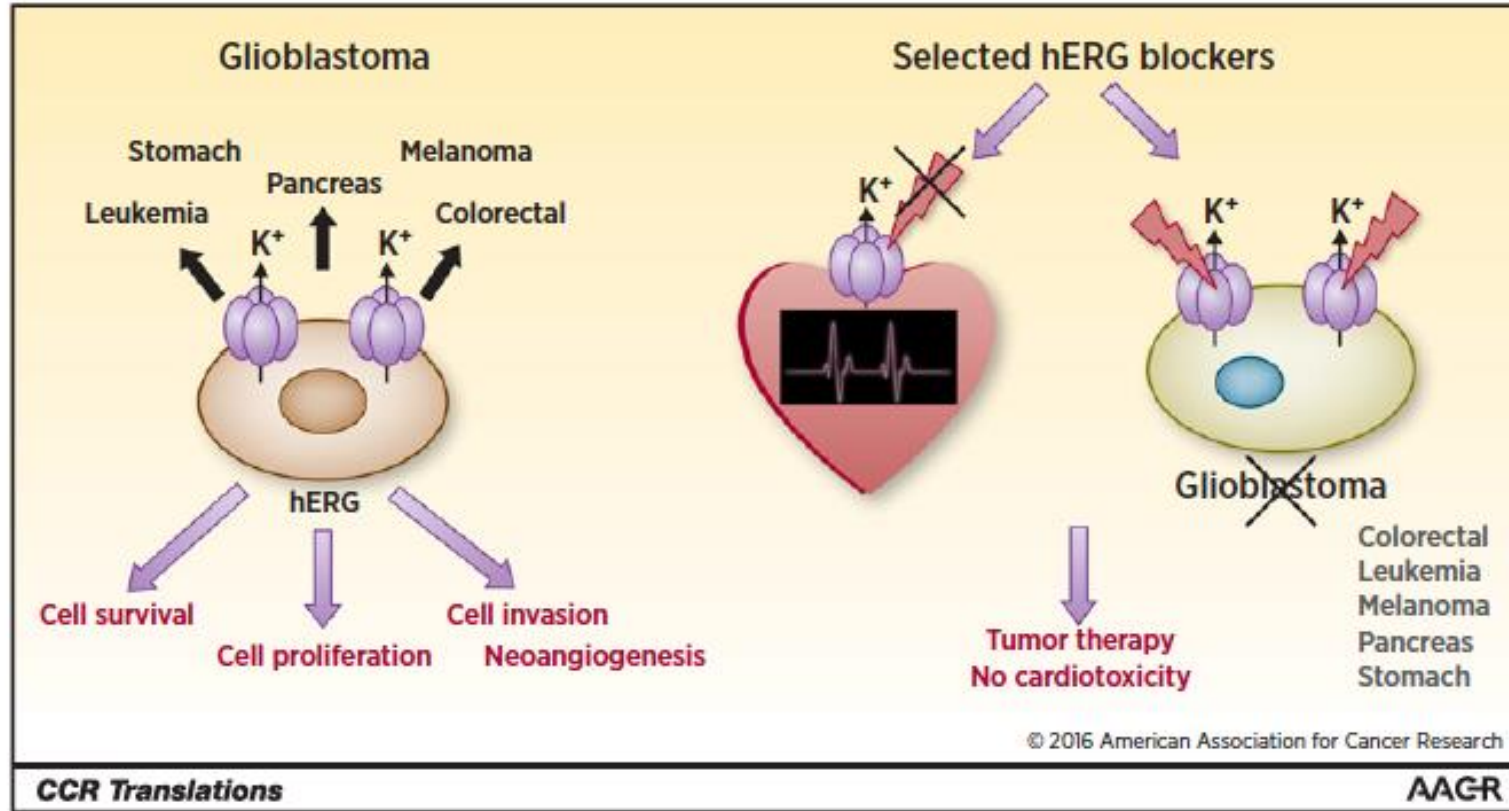 Glioblastoma
Stomach
Melanoma
Pancreas
Leukemia
Colorectal
K⁺
K⁺
hERG
Cell survival
Cell invasion
Cell proliferation
Neoangiogenesis
Selected hERG blockers
K⁺
K⁺
K⁺
Glioblastoma
Colorectal
Leukemia
Melanoma
Pancreas
Stomach
Tumor therapy
No cardiotoxicity
© 2016 American Association for Cancer Research
CCR Translations
AACR